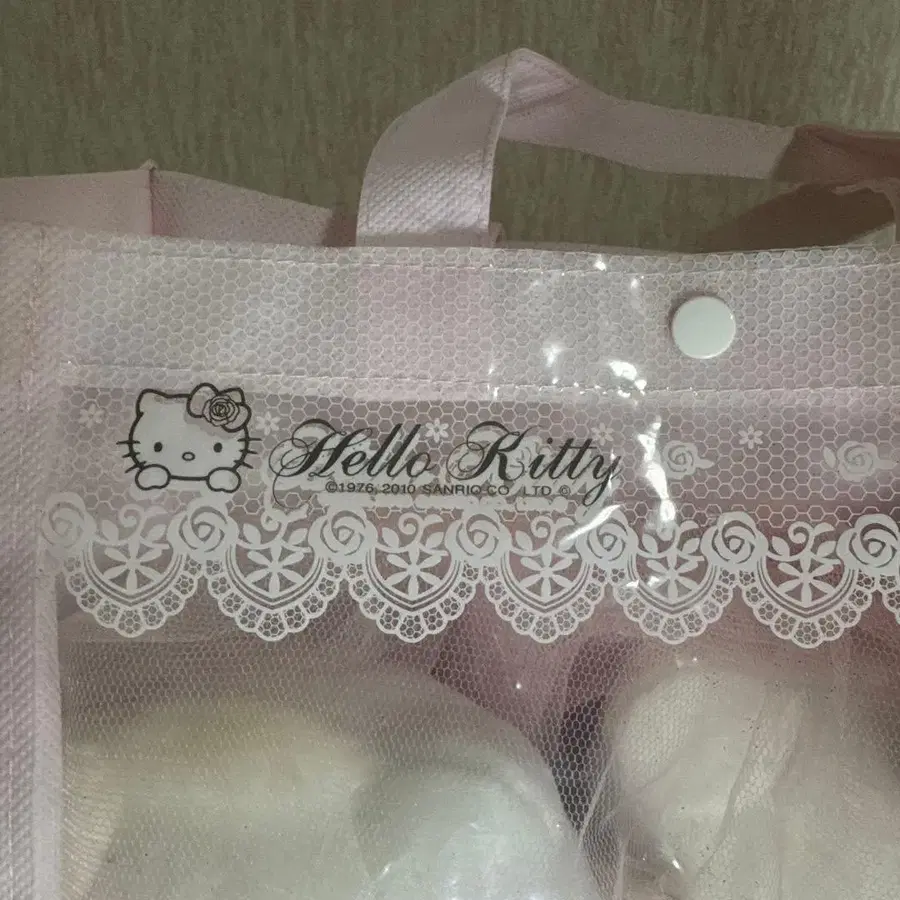 Hello Kitty
©1976, 2010 SANRIO CO., LTD. ©